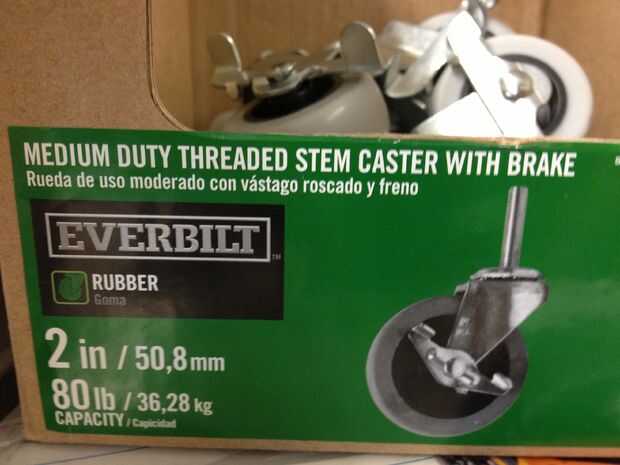 MEDIUM DUTY THREADED STEM CASTER WITH BRAKE
Rueda de uso moderado con vástago roscado y freno
EVERBILT TM
RUBBER
Goma
2 in / 50,8 mm
80 lb / 36,28 kg
CAPACITY / Capicidad